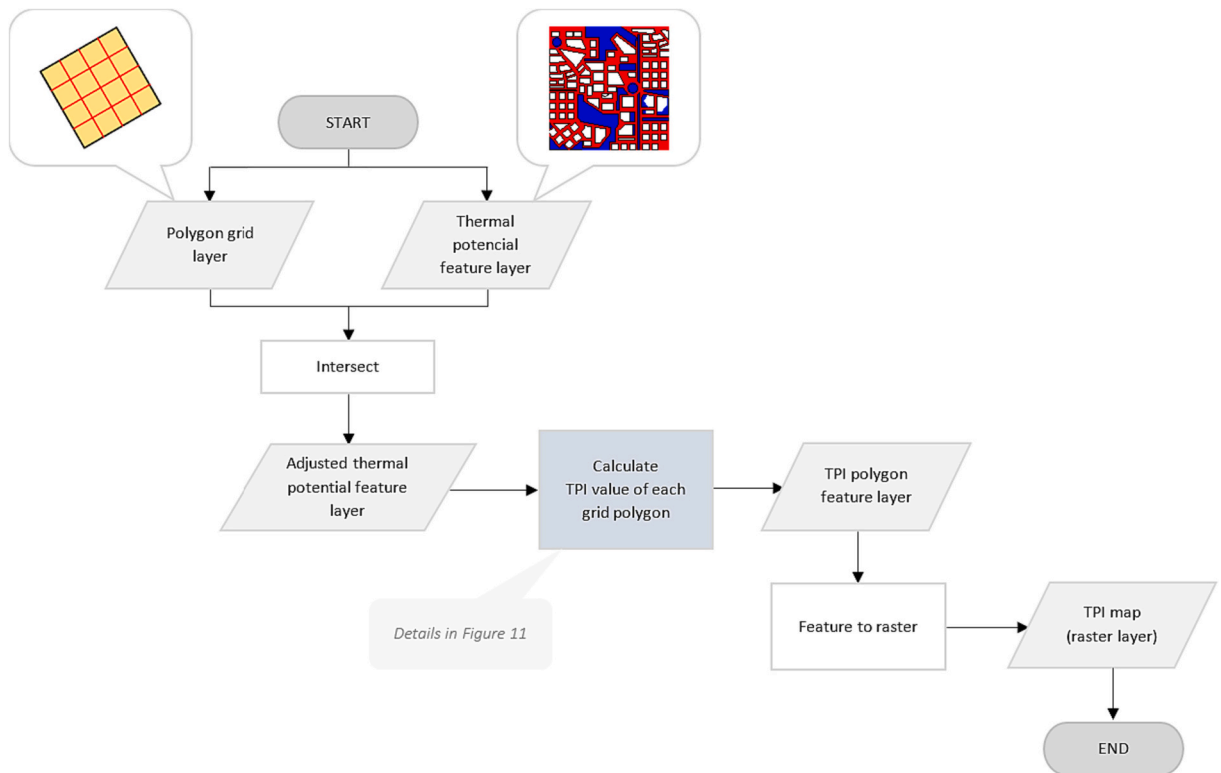 START
Polygon grid
layer
Thermal
potencial
feature layer
Intersect
Adjusted thermal
potential feature
layer
Calculate
TPI value of each
grid polygon
TPI polygon
feature layer
Details in Figure 11
Feature to raster
TPI map
(raster layer)
END